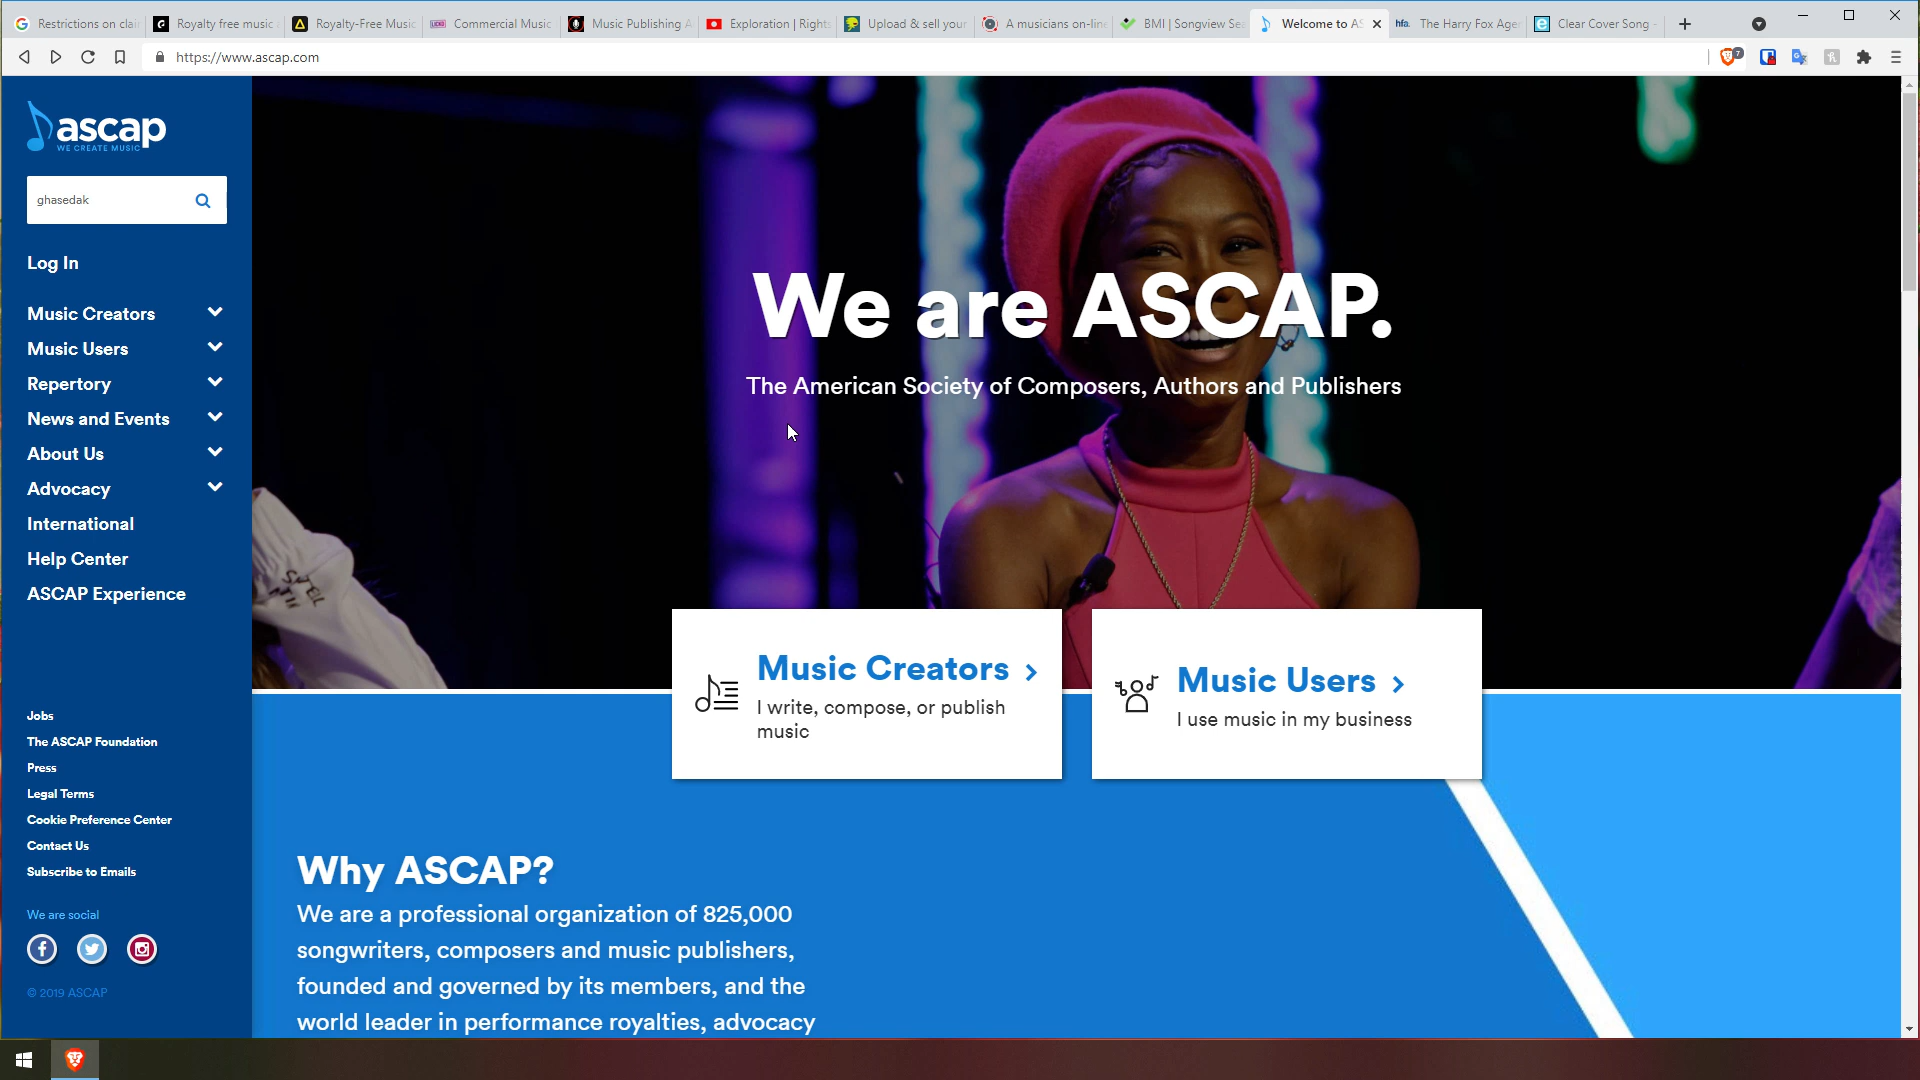 Restrictions on clai
Royalty free music a
Royalty-Free Music
Commercial Music
Music Publishing A
Exploration | Rights
Upload & sell your
A musicians on-line
BMI | Songview Sea
Welcome to AS
hfa. The Harry Fox Agen
Clear Cover Song -
https://www.ascap.com
7
ascap
WE CREATE MUSIC
ghasedak
Log In
Music Creators
Music Users
Repertory
News and Events
About Us
Advocacy
International
Help Center
ASCAP Experience
Jobs
The ASCAP Foundation
Press
Legal Terms
Cookie Preference Center
Contact Us
Subscribe to Emails
We are social
© 2019 ASCAP
We are ASCAP.
The American Society of Composers, Authors and Publishers
Music Creators
I write, compose, or publish
music
Music Users
I use music in my business
Why ASCAP?
We are a professional organization of 825,000
songwriters, composers and music publishers,
founded and governed by its members, and the
world leader in performance royalties, advocacy